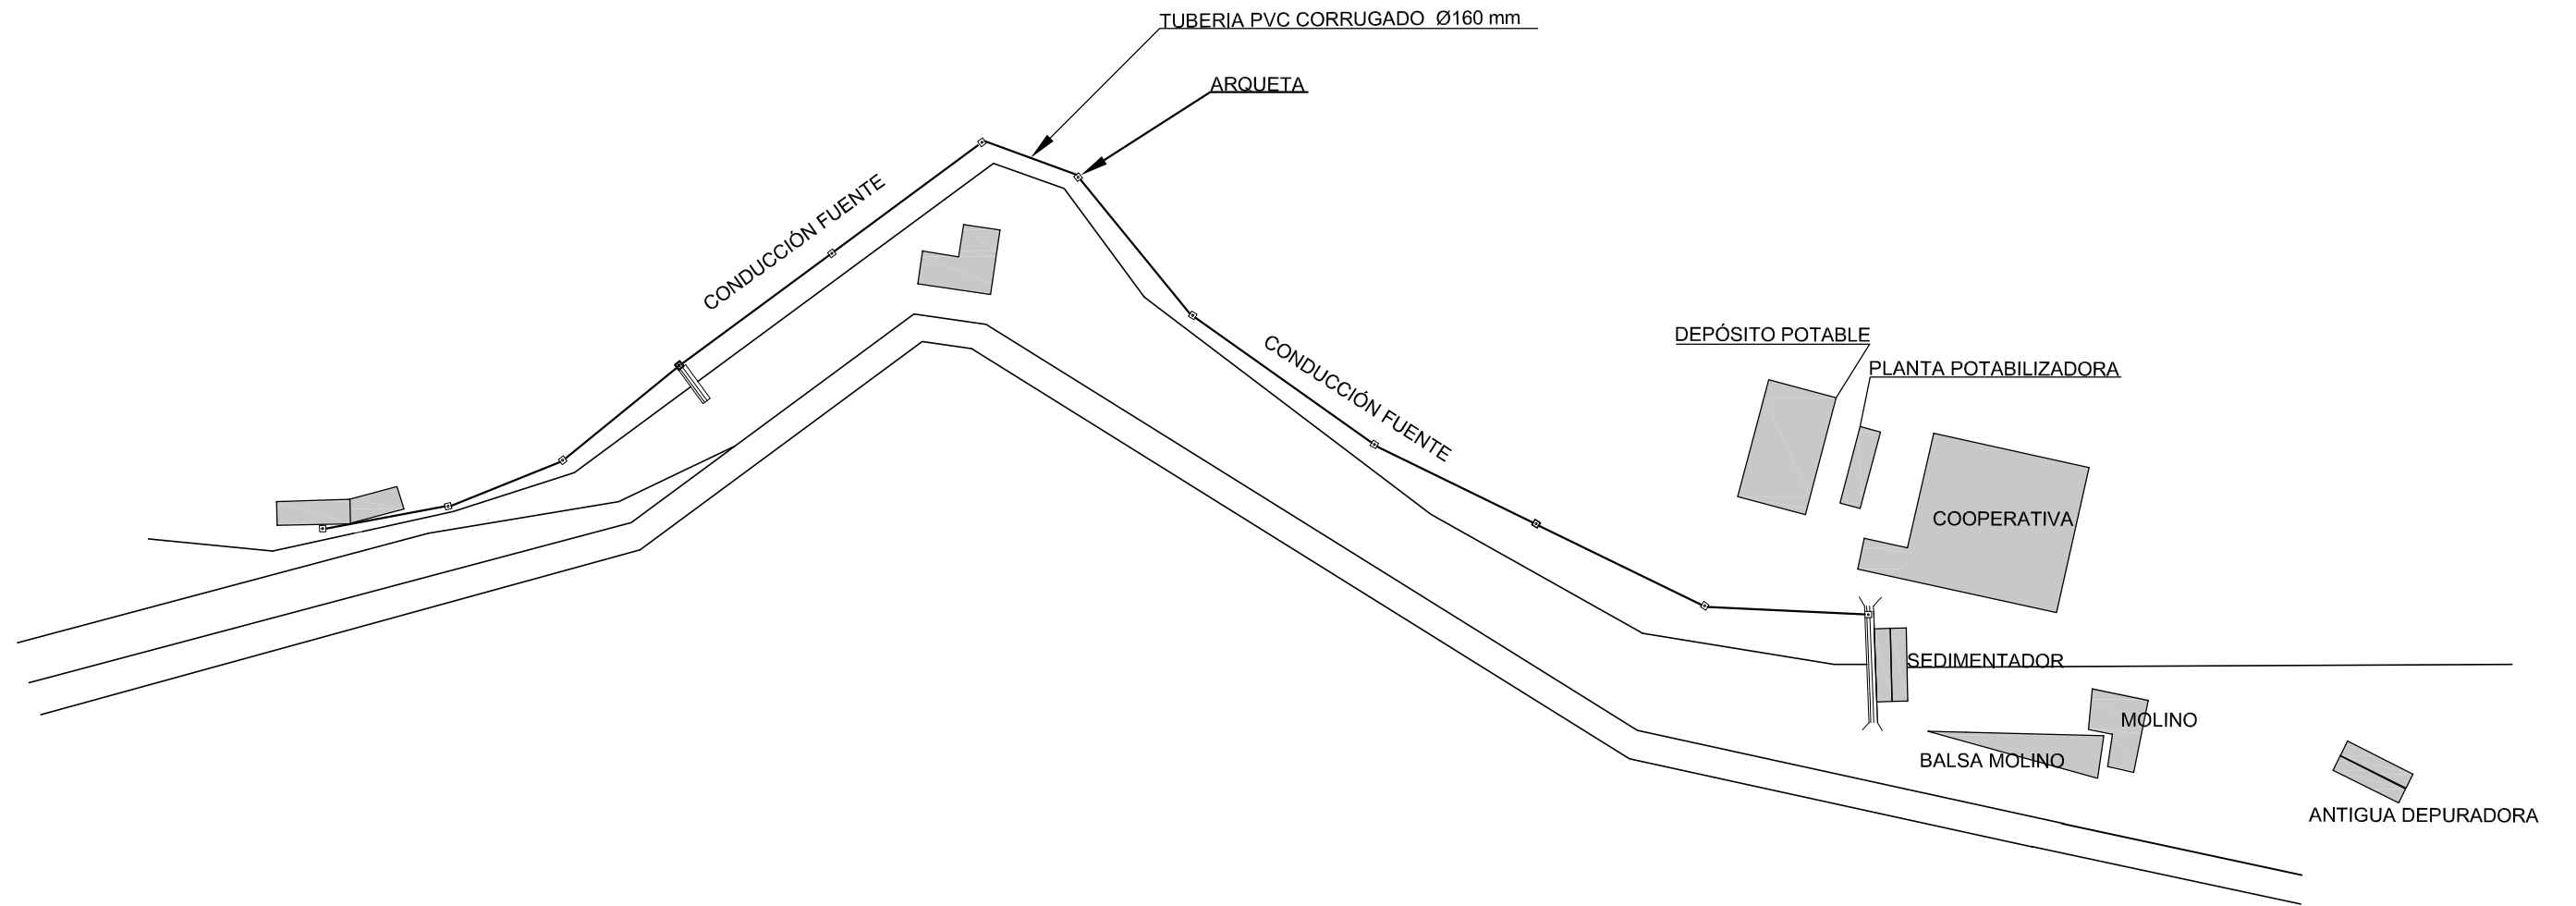 TUBERIA PVC CORRUGADO Ø160 mm
ARQUETA
CONDUCCIÓN FUENTE
CONDUCCIÓN FUENTE
DEPÓSITO POTABLE
PLANTA POTABILIZADORA
COOPERATIVA
SEDIMENTADOR
MOLINO
BALSA MOLINO
ANTIGUA DEPURADORA